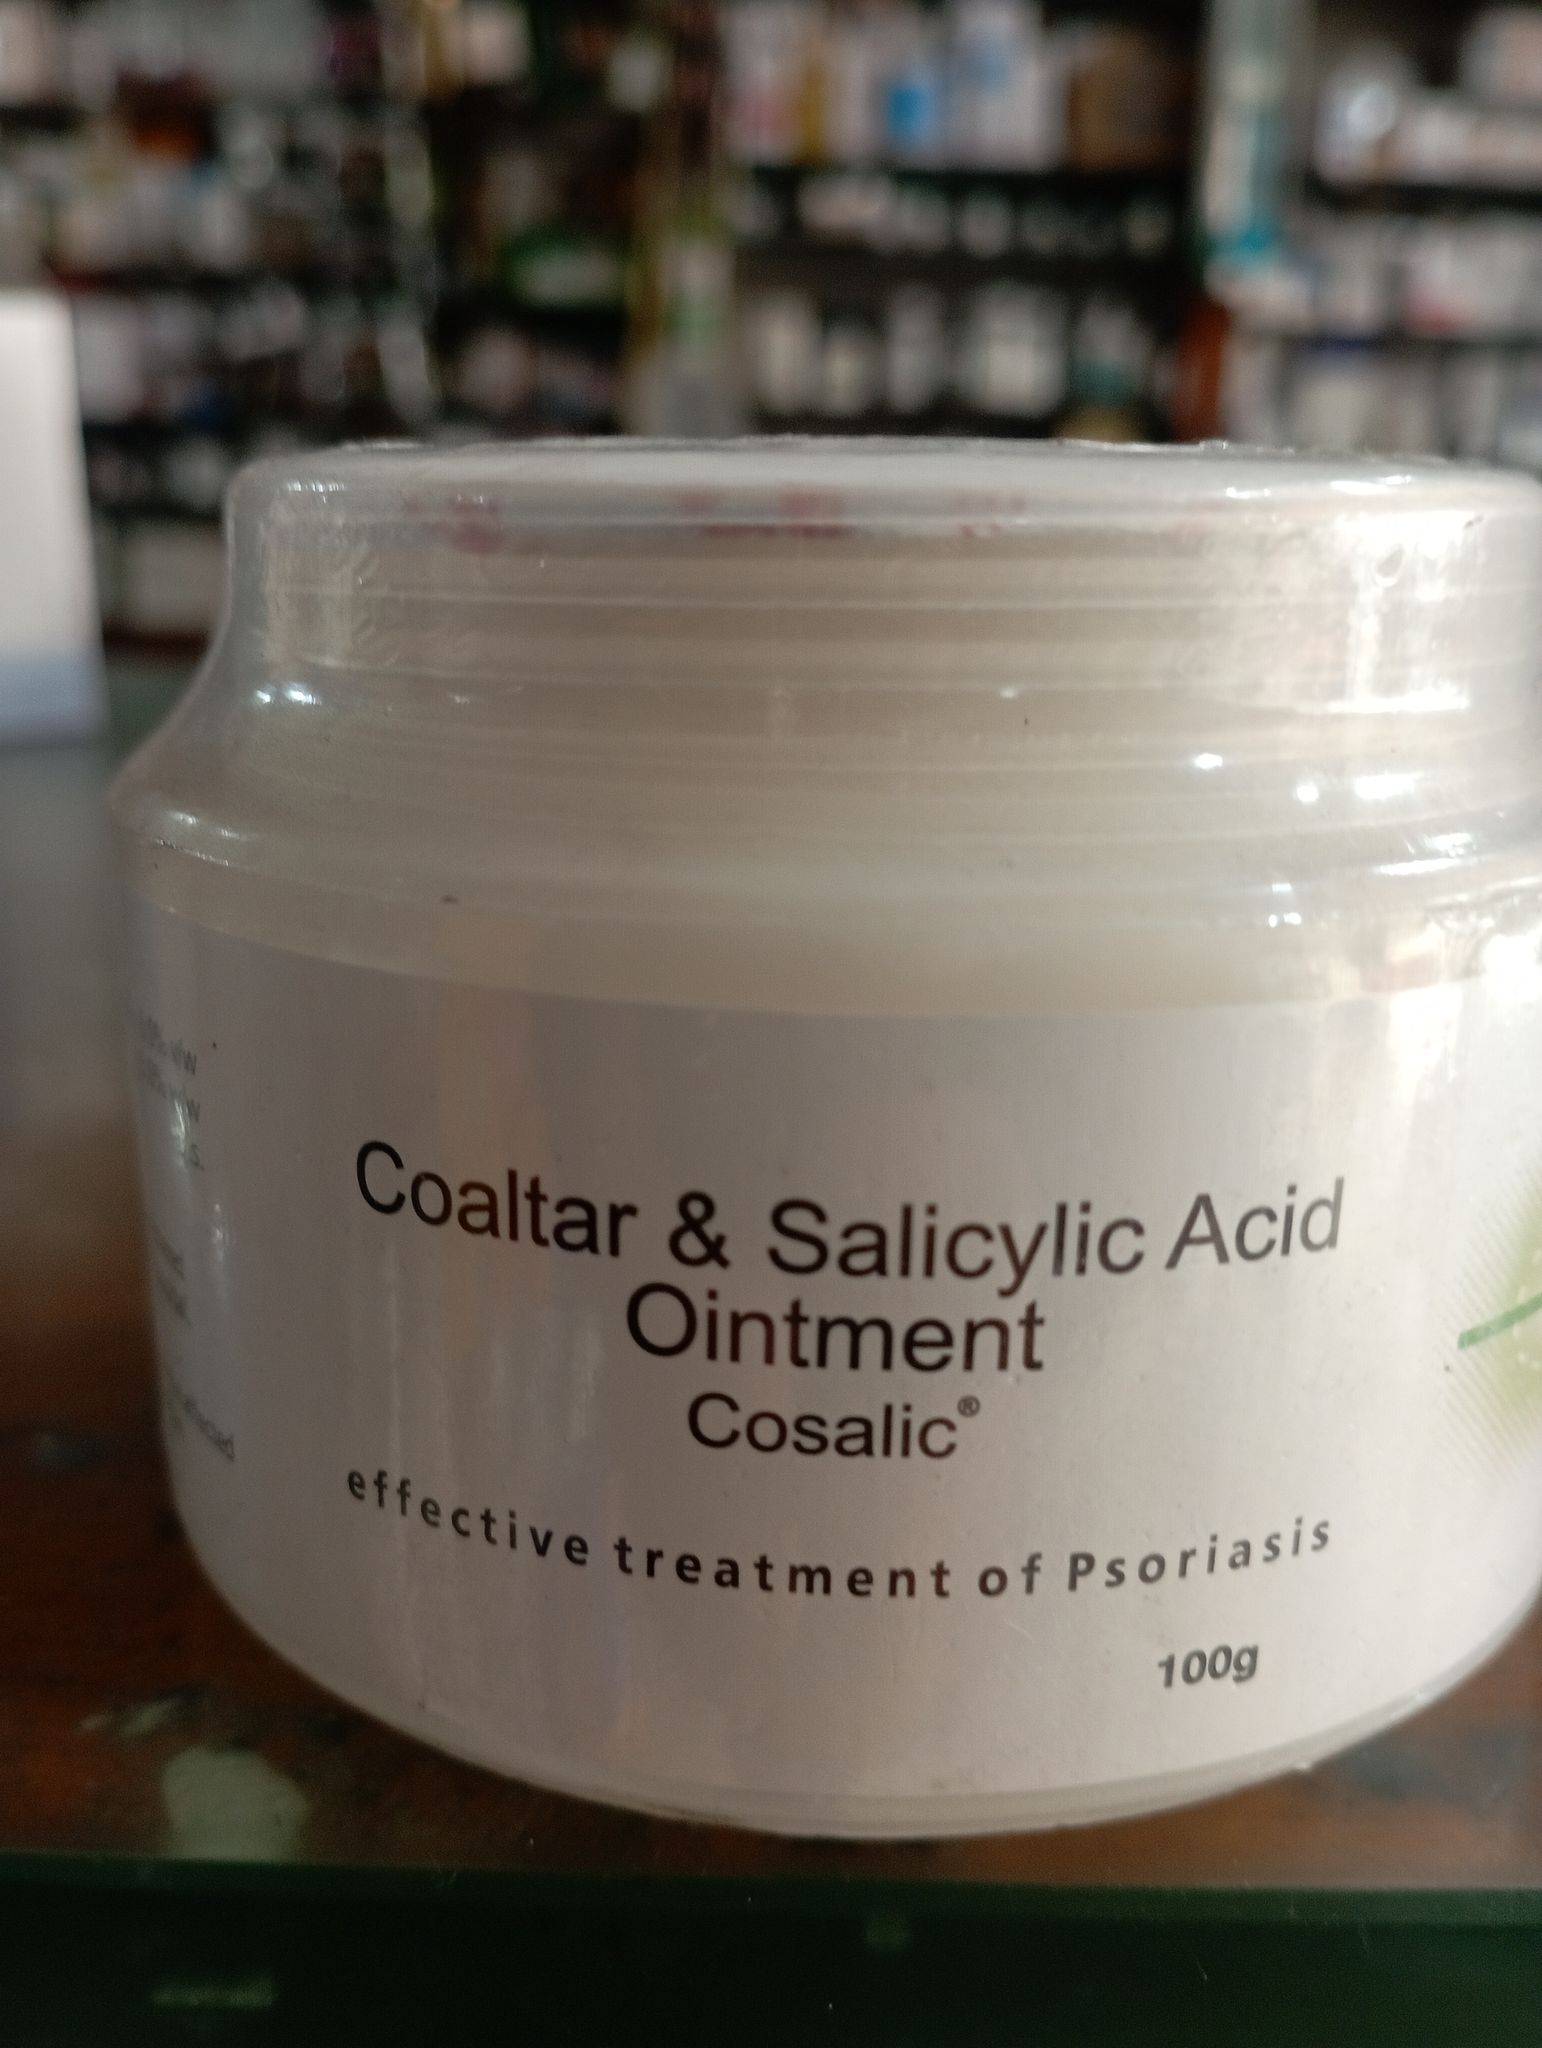 Coaltar & Salicylic Acid
Ointment
Cosalic®
effective treatment of Psoriasis
100g